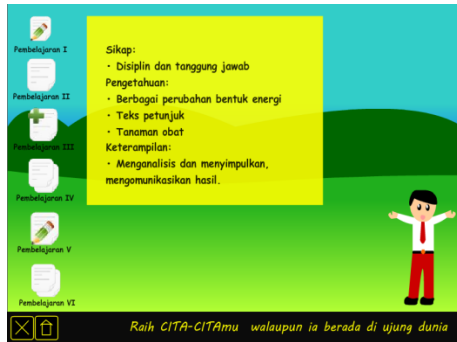 Pembelajaran I
Pembelajaran II
Pembelajaran III
Pembelajaran IV
Pembelajaran V
Pembelajaran VI
Sikap:
· Disiplin dan tanggung jawab
Pengetahuan:
· Berbagai perubahan bentuk energi
· Teks petunjuk
· Tanaman obat
Keterampilan:
· Menganalisis dan menyimpulkan,
mengomunikasikan hasil.
Raih CITA-CITAmu walaupun ia berada di ujung dunia